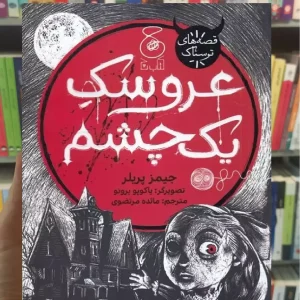 قصه‌های
ترسناک
عروسک
یک‌چشم
جیمز پریلر
تصویرگر: یاکوپو برونو
مترجم: مائده مرتضوی